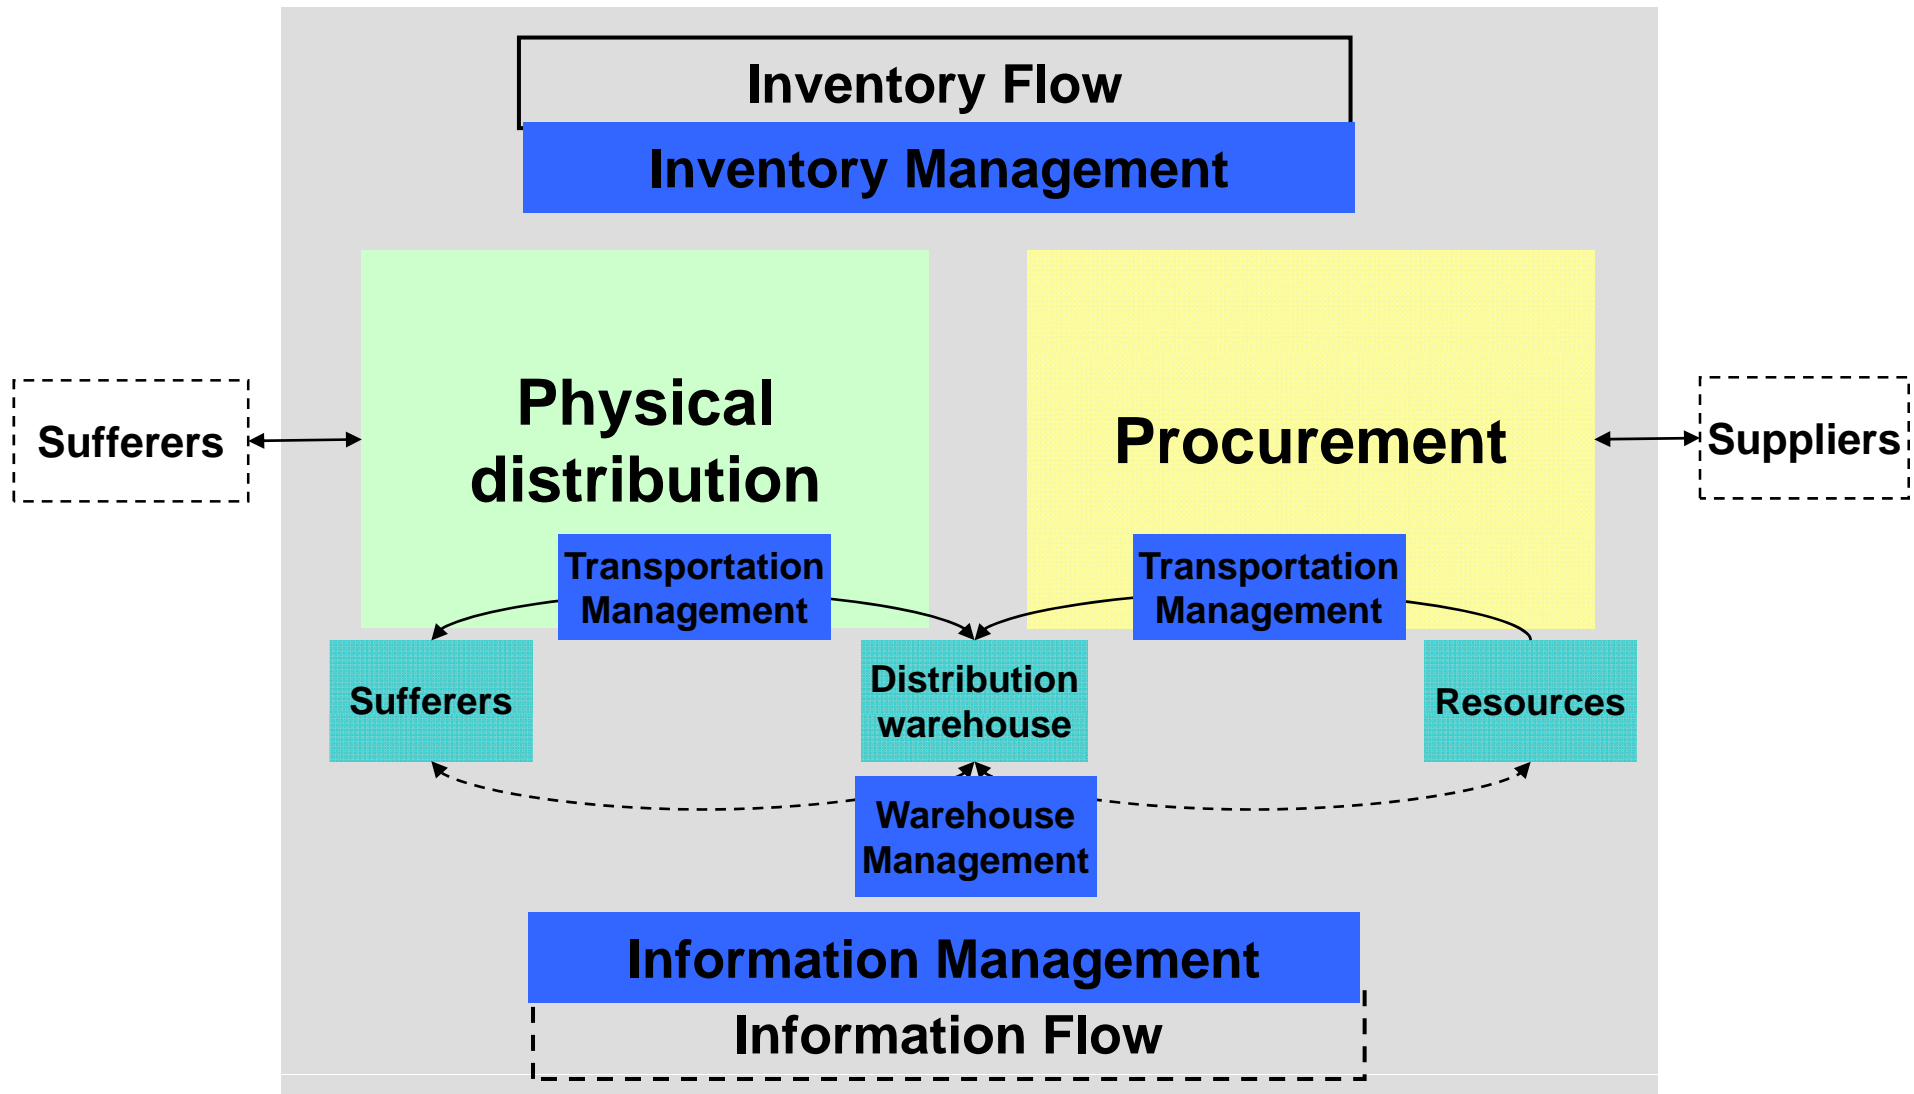 Inventory Flow
Inventory Management
Physical
distribution
Procurement
Sufferers
Suppliers
Transportation
Management
Transportation
Management
Sufferers
Distribution
warehouse
Resources
Warehouse
Management
Information Management
Information Flow